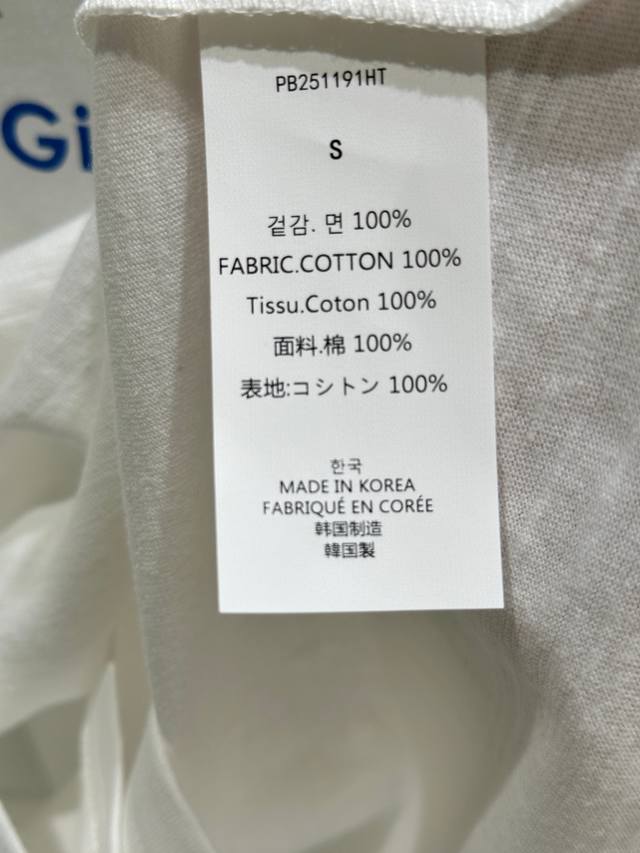 Gi
PB251191HT
S
겉감. 면 100%
FABRIC.COTTON 100%
Tissu.Coton 100%
面料.棉 100%
表地:コシトン 100%
한국
MADE IN KOREA
FABRIQUÉ EN CORÉE
韩国制造
韓国製